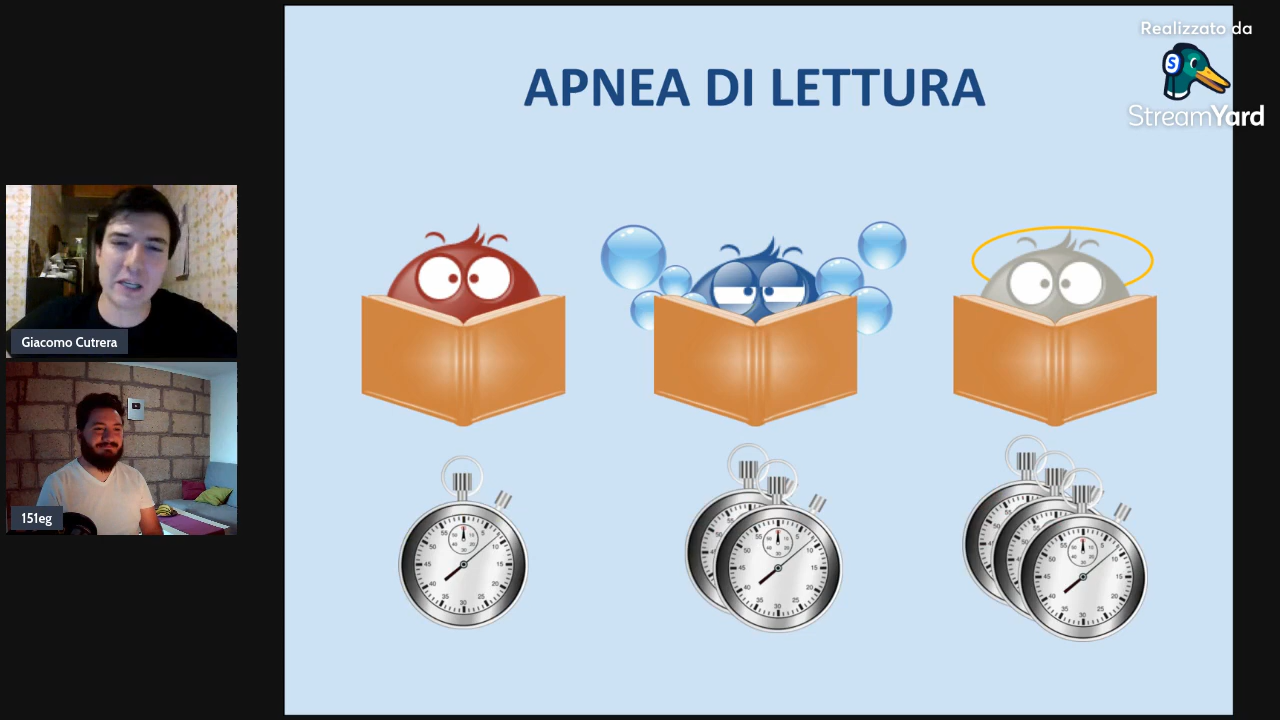 APNEA DI LETTURA
Realizzato da
S
StreamYard
Giacomo Cutrera
151eg